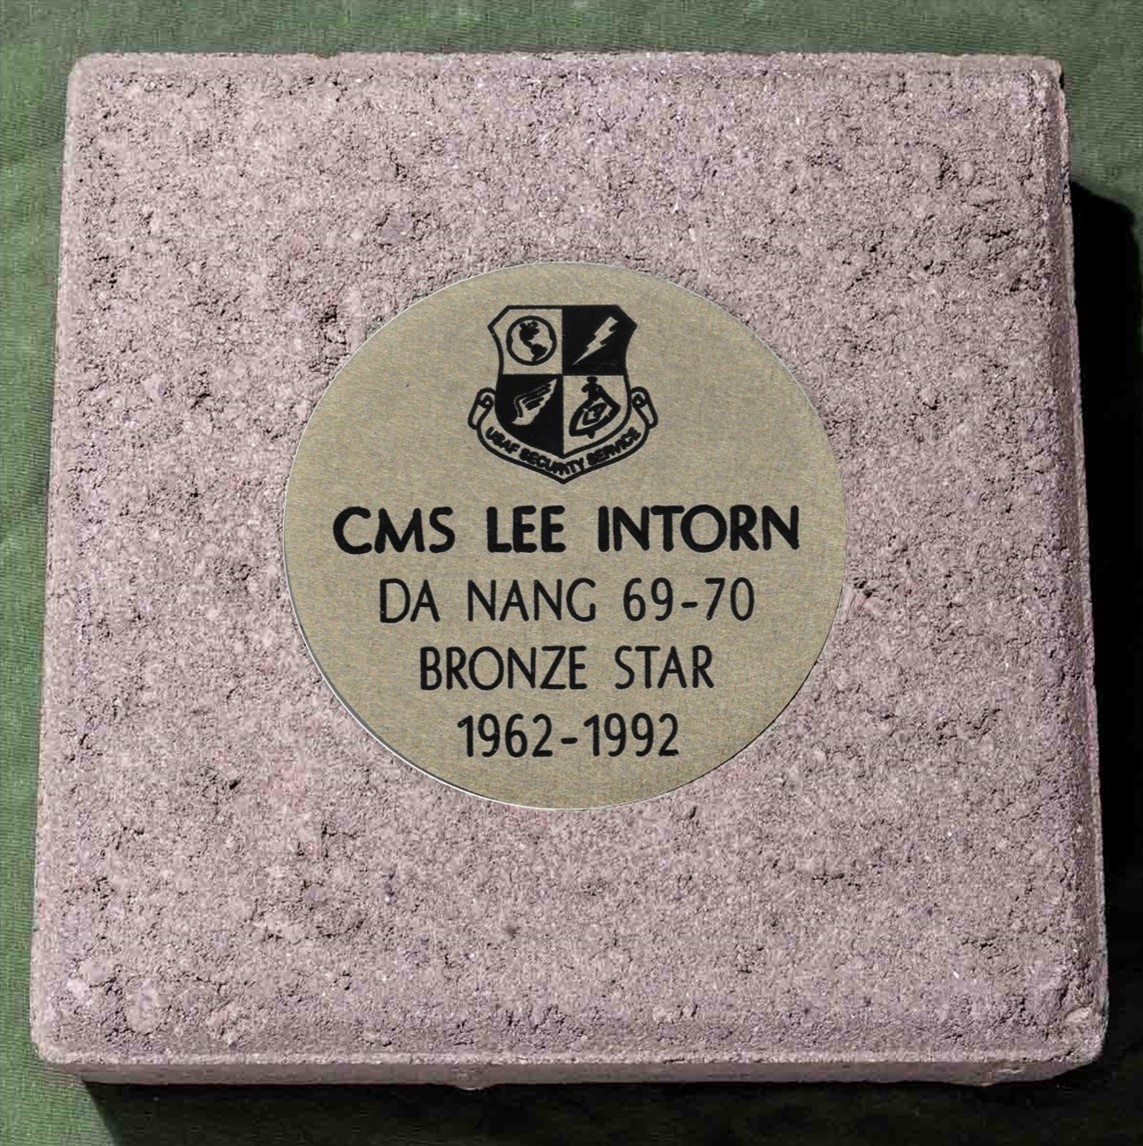 USAF SECURITY SERVICE
CMS LEE INTORN
DA NANG 69-70
BRONZE STAR
1962-1992